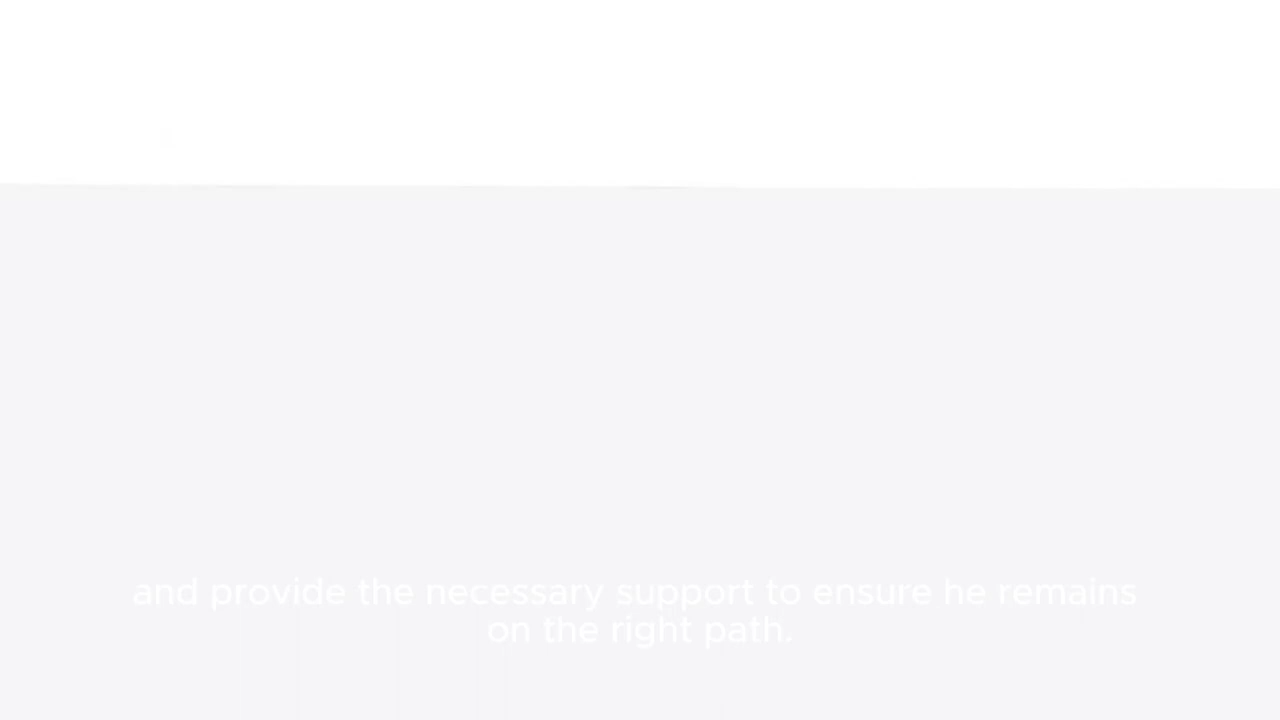 and provide the necessary support to ensure he remains
on the right path.